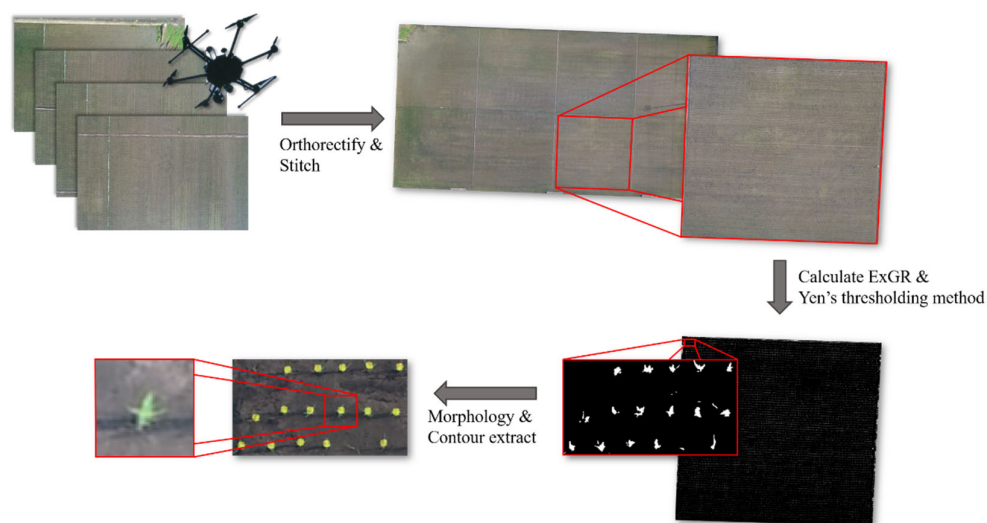 Orthorectify &
Stitch
Calculate ExGR &
Yen's thresholding method
Morphology &
Contour extract